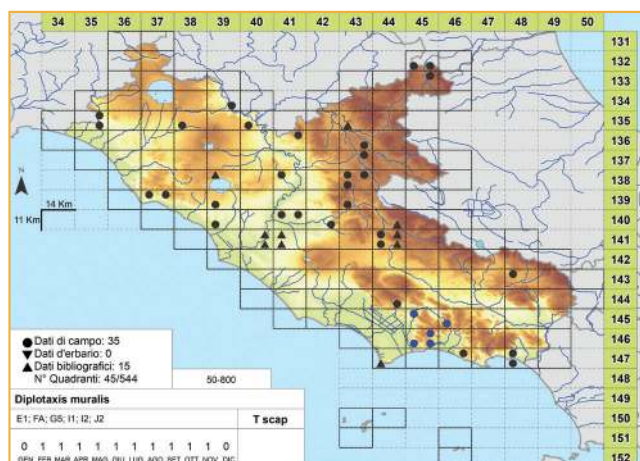 34 35 36 37 38 39 40 41 42 43 44 45 46 47 48 49 50
131
132
133
134
135
136
137
138
139
140
141
142
143
144
145
146
147
148
149
150
151
152
N
14 Km
11 Km
● Dati di campo: 35
▼ Dati d'erbario: 0
▲ Dati bibliografici: 15
N° Quadranti: 45/544
50-800
Diplotaxis muralis
E1; FA; G5; I1; I2; J2
T scap
0 1 1 1 1 1 1 1 1 1 1 0
GEN FEB MAR APR MAG GIU LUG AGO SET OTT NOV DIC